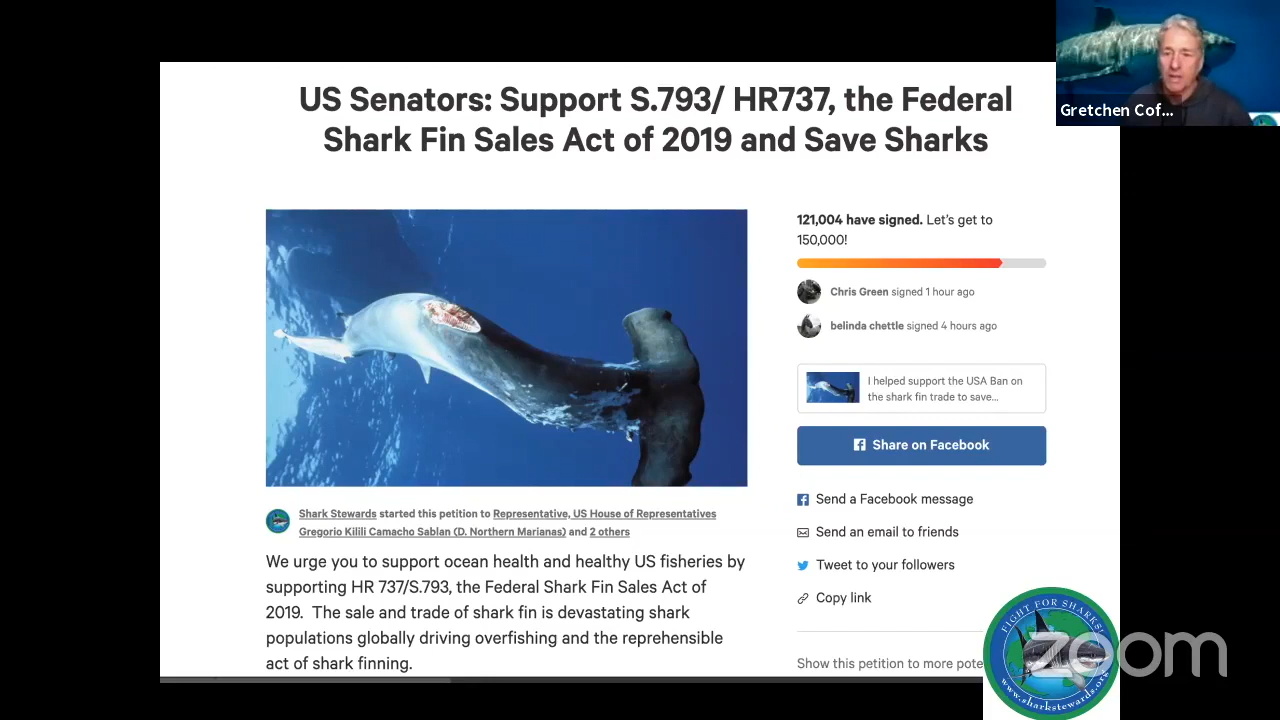 US Senators: Support S.793/ HR737, the Federal
Shark Fin Sales Act of 2019 and Save Sharks
Gretchen Cof...
121,004 have signed. Let's get to
150,000!
Chris Green signed 1 hour ago
belinda chettle signed 4 hours ago
I helped support the USA Ban on
the shark fin trade to save...
Share on Facebook
Send a Facebook message
Send an email to friends
Tweet to your followers
Copy link
Show this petition to more pote
Shark Stewards started this petition to Representative, US House of Representatives
Gregorio Kilili Camacho Sablan (D. Northern Marianas) and 2 others
We urge you to support ocean health and healthy US fisheries by
supporting HR 737/S.793, the Federal Shark Fin Sales Act of
2019. The sale and trade of shark fin is devastating shark
populations globally driving overfishing and the reprehensible
act of shark finning.
FIGHT FOR SHARKS!
www.sharkstewards.org
zoom